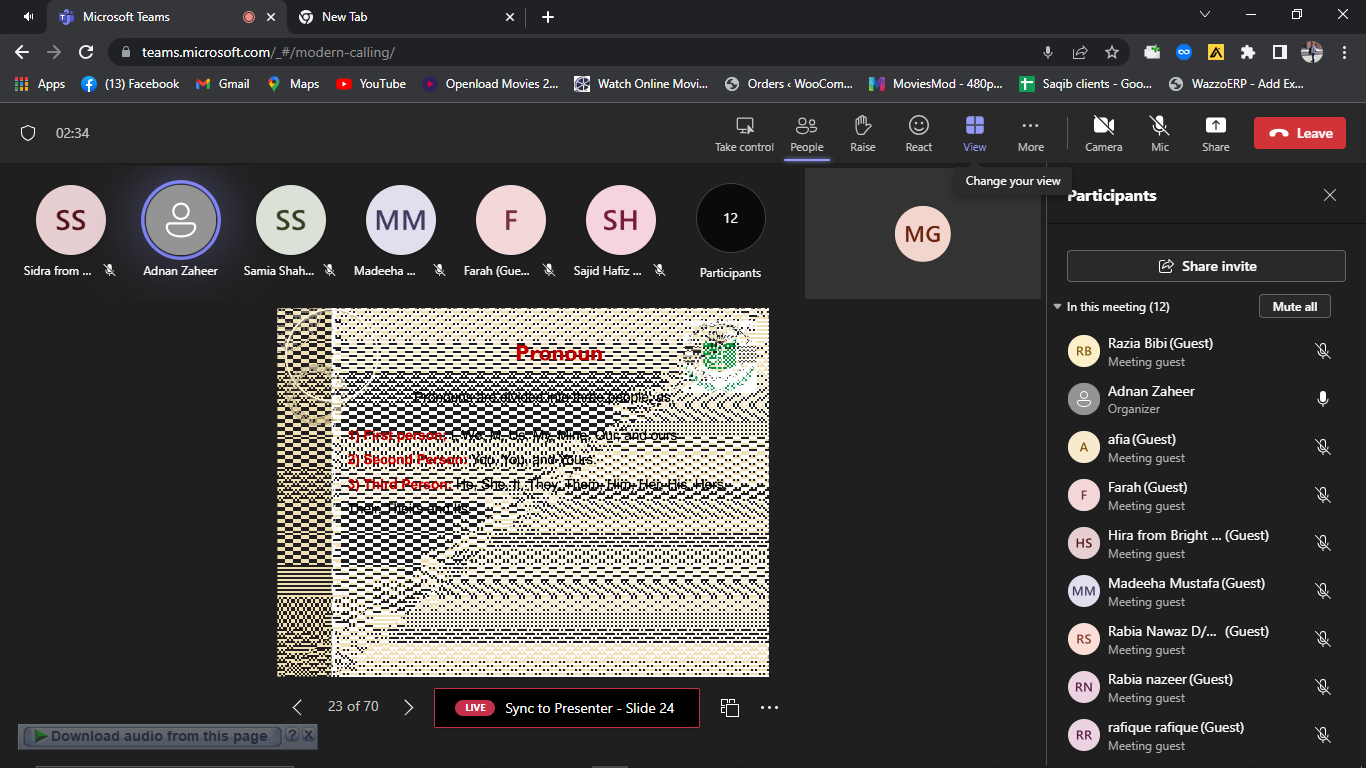 Microsoft Teams
New Tab
teams.microsoft.com/_#/modern-calling/
Apps
(13) Facebook
Gmail
Maps
YouTube
Openload Movies 2...
Watch Online Movi...
Orders ‹ WooCom...
MoviesMod - 480p...
Saqib clients - Goo...
WazzoERP - Add Ex...
02:34
Take control
People
Raise
React
View
More
Camera
Mic
Share
Leave
Change your view
SS
SS
MM
F
SH
12
MG
Sidra from ...
Adnan Zaheer
Samia Shah...
Madeeha ...
Farah (Gue...
Sajid Hafiz ...
Participants
Pronoun
Pronouns are divided into three people, as
1) First person: I, We, M, Us, My, Mine, Our, and ours
2) Second Person: You, You, and Yours
3) Third Person: He, She, It, They, Them, Him, Her, His, Hers,
Their, Theirs and Its
23 of 70
LIVE
Sync to Presenter - Slide 24
Download audio from this page
?
Participants
Share invite
In this meeting (12)
Mute all
RB
Razia Bibi (Guest)
Meeting guest
Adnan Zaheer
Organizer
A
afia (Guest)
Meeting guest
F
Farah (Guest)
Meeting guest
HS
Hira from Bright ... (Guest)
Meeting guest
MM
Madeeha Mustafa (Guest)
Meeting guest
RS
Rabia Nawaz D/... (Guest)
Meeting guest
RN
Rabia nazeer (Guest)
Meeting guest
RR
rafique rafique (Guest)
Meeting guest